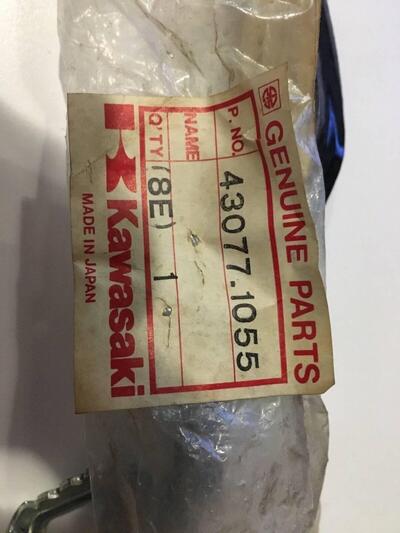 GENUINE PARTS
P. NO. 43077.1055
NAME
Q'TY (8E) 1
Kawasaki
MADE IN JAPAN